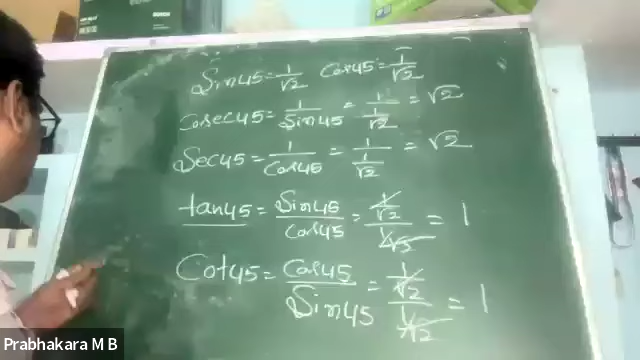 Sin45=1/√2 Cos45=1/√2
Cosec45=1/Sin45 = 1/1/√2 = √2
Sec45=1/Cos45 = 1/1/√2 = √2
tan45=Sin45/Cos45 = 1/√2/1/√2 = 1
Cot45=Cos45/Sin45 = 1/√2/1/√2 = 1
Prabhakara M B